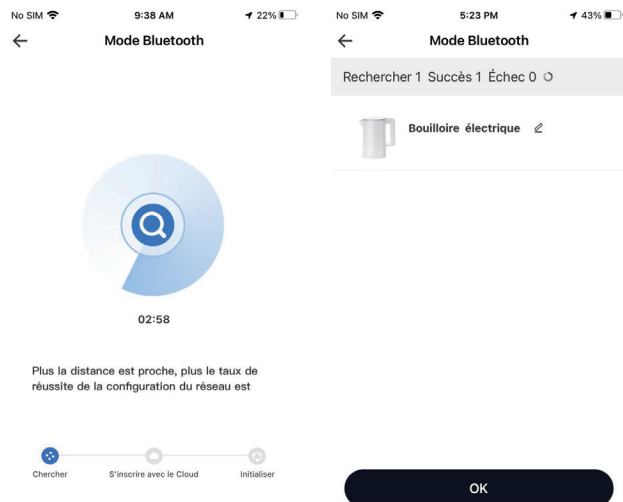 No SIM 9:38 AM 22%
Mode Bluetooth
02:58
Plus la distance est proche, plus le taux de
réussite de la configuration du réseau est
Chercher S'inscrire avec le Cloud Initialiser
No SIM 5:23 PM 43%
Mode Bluetooth
Rechercher 1 Succès 1 Échec 0
Bouilloire électrique
OK